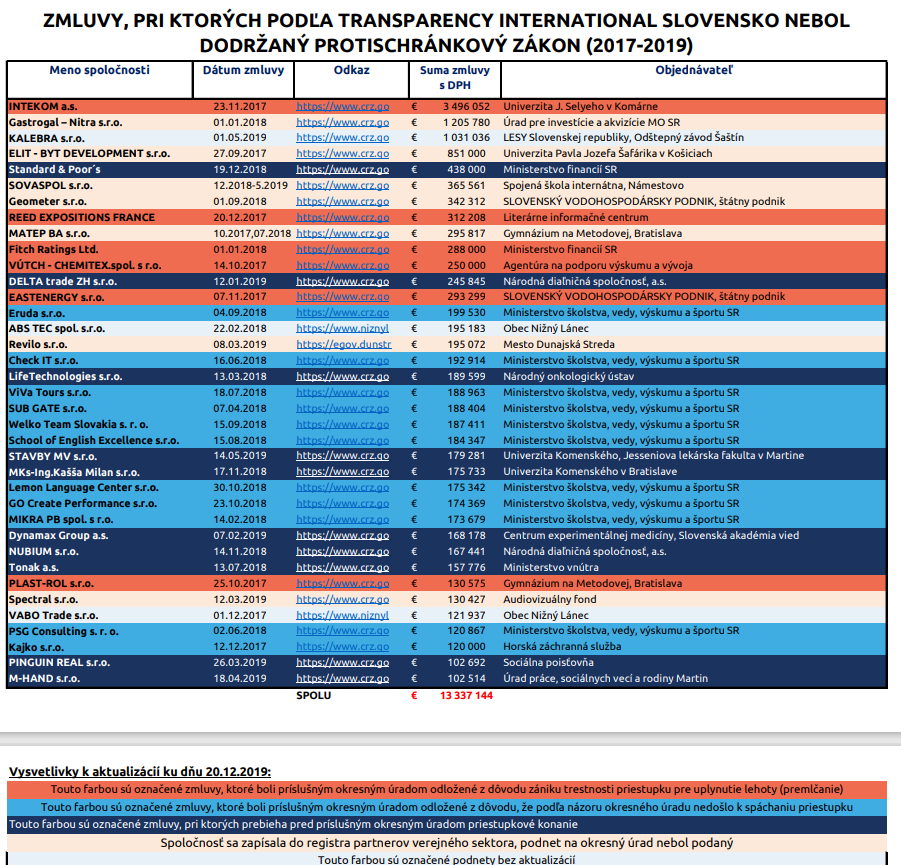 ZMLUVY, PRI KTORÝCH PODĽA TRANSPARENCY INTERNATIONAL SLOVENSKO NEBOL
DODRŽANÝ PROTISCHRÁNKOVÝ ZÁKON (2017-2019)
Meno spoločnosti Dátum zmluvy Odkaz Suma zmluvy s DPH Objednávateľ
INTEKOM a.s. 23.11.2017 https://www.crz.go € 3 496 052 Univerzita J. Selyeho v Komárne
Gastrogal – Nitra s.r.o. 01.01.2018 https://www.crz.go € 1 205 780 Úrad pre investície a akvizície MO SR
KALEBRA s.r.o. 01.05.2019 https://www.crz.go € 1 031 036 LESY Slovenskej republiky, Odštepný závod Šaštín
ELIT - BYT DEVELOPMENT s.r.o. 27.09.2017 https://www.crz.go € 851 000 Univerzita Pavla Jozefa Šafárika v Košiciach
Standard & Poor´s 19.12.2018 https://www.crz.go € 438 000 Ministerstvo financií SR
SOVASPOL s.r.o. 12.2018-5.2019 https://www.crz.go € 365 561 Spojená škola internátna, Námestovo
Geometer s.r.o. 01.09.2018 https://www.crz.go € 342 312 SLOVENSKÝ VODOHOSPODÁRSKY PODNIK, štátny podnik
REED EXPOSITIONS FRANCE 20.12.2017 https://www.crz.go € 312 208 Literárne informačné centrum
MATEP BA s.r.o. 10.2017,07.2018 https://www.crz.go € 295 817 Gymnázium na Metodovej, Bratislava
Fitch Ratings Ltd. 01.01.2018 https://www.crz.go € 288 000 Ministerstvo financií SR
VÚTCH - CHEMITEX.spol. s r.o. 14.10.2017 https://www.crz.go € 250 000 Agentúra na podporu výskumu a vývoja
DELTA trade ZH s.r.o. 12.01.2019 https://www.crz.go € 245 845 Národná diaľničná spoločnosť, a.s.
EASTENERGY s.r.o. 07.11.2017 https://www.crz.go € 293 299 SLOVENSKÝ VODOHOSPODÁRSKY PODNIK, štátny podnik
Eruda s.r.o. 04.09.2018 https://www.crz.go € 199 530 Ministerstvo školstva, vedy, výskumu a športu SR
ABS TEC spol. s.r.o. 22.02.2018 https://www.niznyl € 195 183 Obec Nižný Lánec
Revilo s.r.o. 08.03.2019 https://egov.dunstr € 195 072 Mesto Dunajská Streda
Check IT s.r.o. 16.06.2018 https://www.crz.go € 192 914 Ministerstvo školstva, vedy, výskumu a športu SR
LifeTechnologies s.r.o. 13.03.2018 https://www.crz.go € 189 599 Národný onkologický ústav
ViVa Tours s.r.o. 18.07.2018 https://www.crz.go € 188 963 Ministerstvo školstva, vedy, výskumu a športu SR
SUB GATE s.r.o. 07.04.2018 https://www.crz.go € 188 404 Ministerstvo školstva, vedy, výskumu a športu SR
Welko Team Slovakia s. r. o. 15.09.2018 https://www.crz.go € 187 411 Ministerstvo školstva, vedy, výskumu a športu SR
School of English Excellence s.r.o. 15.08.2018 https://www.crz.go € 184 347 Ministerstvo školstva, vedy, výskumu a športu SR
STAVBY MV s.r.o. 14.05.2019 https://www.crz.go € 179 281 Univerzita Komenského, Jesseniova lekárska fakulta v Martine
MKs-Ing.Kašša Milan s.r.o. 17.11.2018 https://www.crz.go € 175 733 Univerzita Komenského v Bratislave
Lemon Language Center s.r.o. 30.10.2018 https://www.crz.go € 175 342 Ministerstvo školstva, vedy, výskumu a športu SR
GO Create Performance s.r.o. 23.10.2018 https://www.crz.go € 174 369 Ministerstvo školstva, vedy, výskumu a športu SR
MIKRA PB spol. s r.o. 14.02.2018 https://www.crz.go € 173 679 Ministerstvo školstva, vedy, výskumu a športu SR
Dynamax Group a.s. 07.02.2019 https://www.crz.go € 168 178 Centrum experimentálnej medicíny, Slovenská akadémia vied
NUBIUM s.r.o. 14.11.2018 https://www.crz.go € 167 441 Národná diaľničná spoločnosť, a.s.
Tonak a.s. 13.07.2018 https://www.crz.go € 157 776 Ministerstvo vnútra
PLAST-ROL s.r.o. 25.10.2017 https://www.crz.go € 130 575 Gymnázium na Metodovej, Bratislava
Spectral s.r.o. 12.03.2019 https://www.crz.go € 130 427 Audiovizuálny fond
VABO Trade s.r.o. 01.12.2017 https://www.niznyl € 121 937 Obec Nižný Lánec
PSG Consulting s. r. o. 02.06.2018 https://www.crz.go € 120 867 Ministerstvo školstva, vedy, výskumu a športu SR
Kajko s.r.o. 12.12.2017 https://www.crz.go € 120 000 Horská záchranná služba
PINGUIN REAL s.r.o. 26.03.2019 https://www.crz.go € 102 692 Sociálna poisťovňa
M-HAND s.r.o. 18.04.2019 https://www.crz.go € 102 514 Úrad práce, sociálnych vecí a rodiny Martin
SPOLU € 13 337 144
Vysvetlivky k aktualizácií ku dňu 20.12.2019:
Touto farbou sú označené zmluvy, ktoré boli príslušným okresným úradom odložené z dôvodu zániku trestnosti priestupku pre uplynutie lehoty (premlčanie)
Touto farbou sú označené zmluvy, ktoré boli príslušným okresným úradom odložené z dôvodu, že podľa názoru okresného úradu nedošlo k spáchaniu priestupku
Touto farbou sú označené zmluvy, pri ktorých prebieha pred príslušným okresným úradom priestupkové konanie
Spoločnosť sa zapísala do registra partnerov verejného sektora, podnet na okresný úrad nebol podaný
Touto farbou sú označené podnety bez aktualizácií